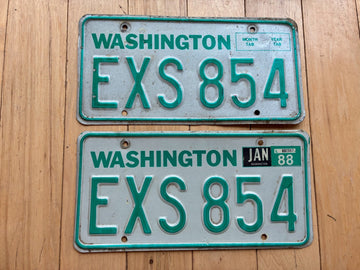 WASHINGTON
MONTH TAB
YEAR TAB
EXS 854
WASHINGTON
JAN
88
EXS 854